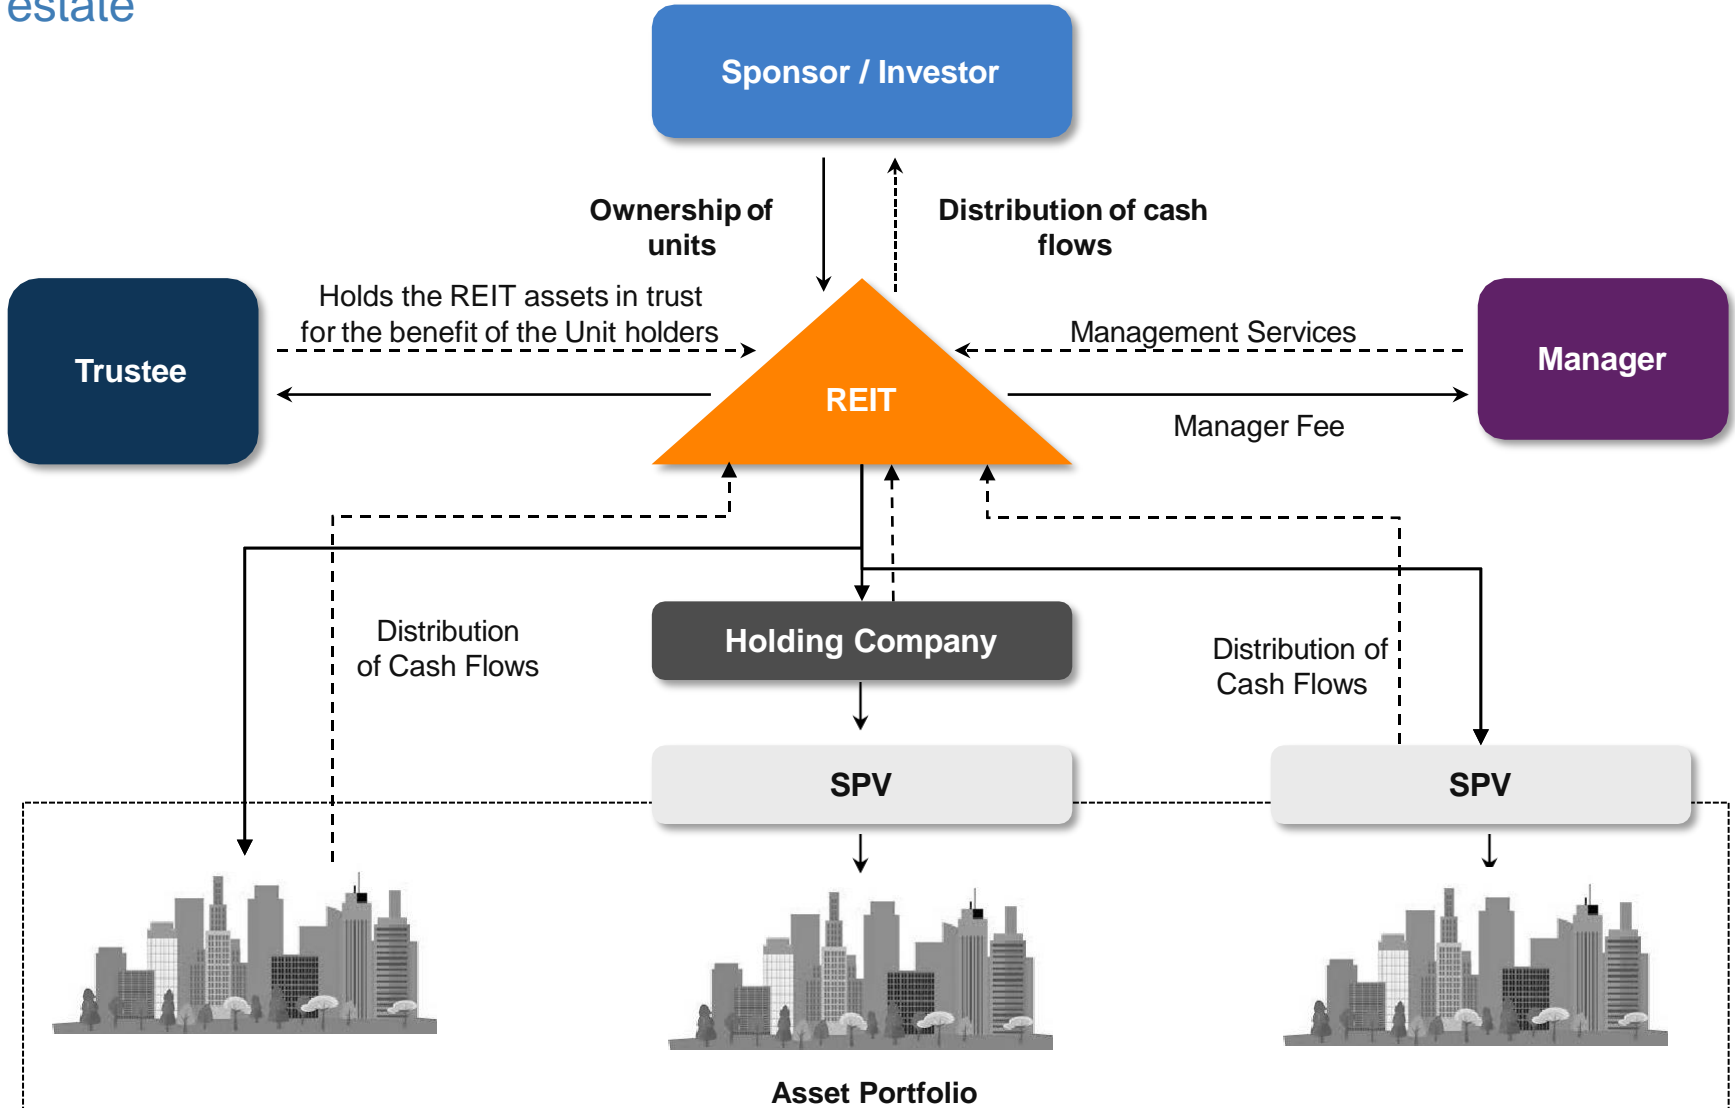 estate
Sponsor / Investor
Ownership of
units
Distribution of cash
flows
Holds the REIT assets in trust
for the benefit of the Unit holders
Management Services
Trustee
REIT
Manager
Manager Fee
Distribution
of Cash Flows
Holding Company
Distribution of
Cash Flows
SPV
SPV
Asset Portfolio